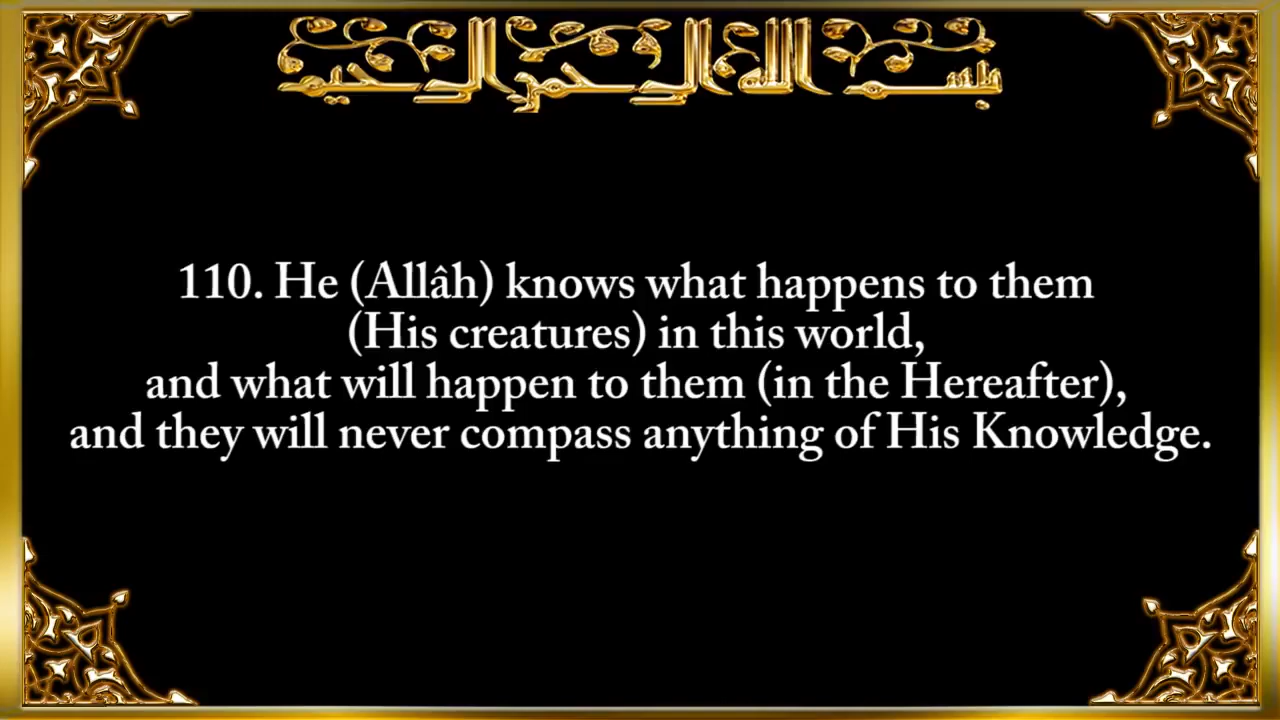 بسم الله الرحمن الرحيم
110. He (Allâh) knows what happens to them
(His creatures) in this world,
and what will happen to them (in the Hereafter),
and they will never compass anything of His Knowledge.